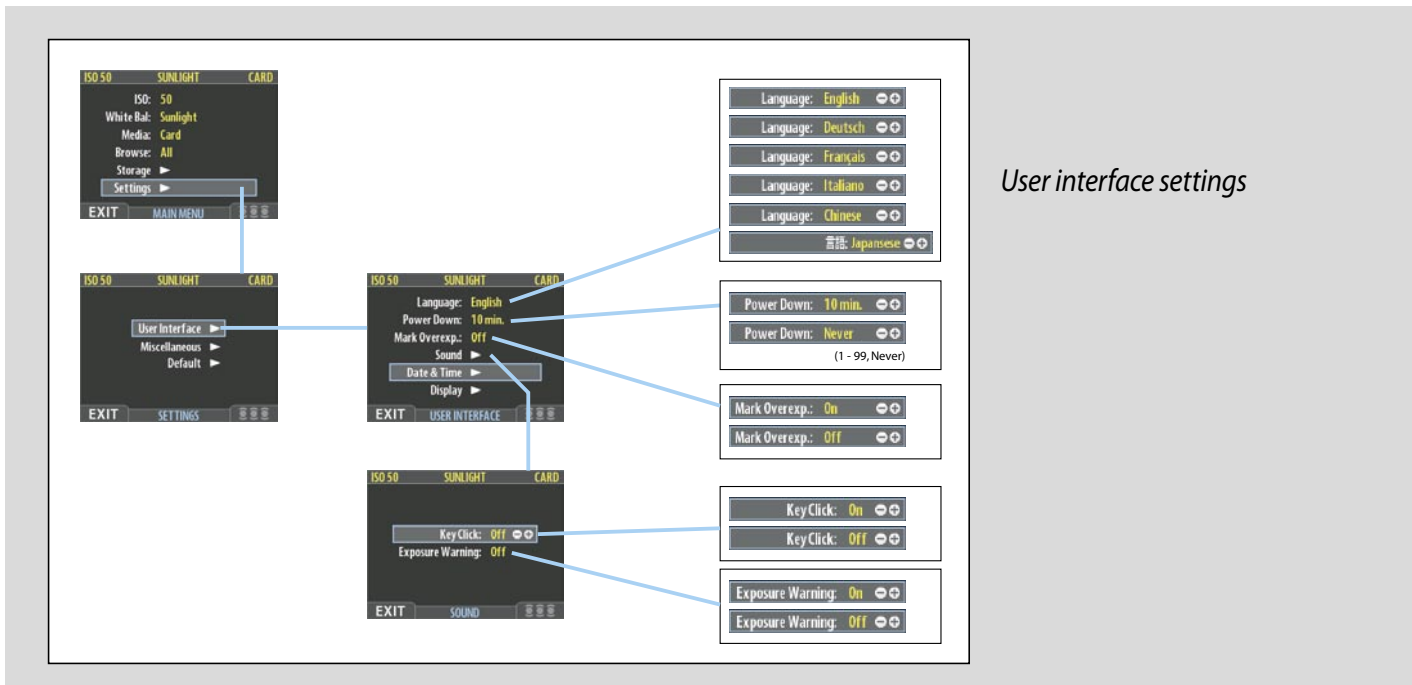 ISO 50 SUNLIGHT CARD
ISO: 50
White Bal: Sunlight
Media: Card
Browse: All
Storage ►
Settings ►
EXIT MAIN MENU
ISO 50 SUNLIGHT CARD
User Interface ►
Miscellaneous ►
Default ►
EXIT SETTINGS
ISO 50 SUNLIGHT CARD
Language: English
Power Down: 10 min.
Mark Overexp.: Off
Sound ►
Date & Time ►
Display ►
EXIT USER INTERFACE
ISO 50 SUNLIGHT CARD
Key Click: Off
Exposure Warning: Off
EXIT SOUND
Language: English
Language: Deutsch
Language: Français
Language: Italiano
Language: Chinese
言語: Japansese
Power Down: 10 min.
Power Down: Never
(1 - 99, Never)
Mark Overexp.: On
Mark Overexp.: Off
Key Click: On
Key Click: Off
Exposure Warning: On
Exposure Warning: Off
User interface settings